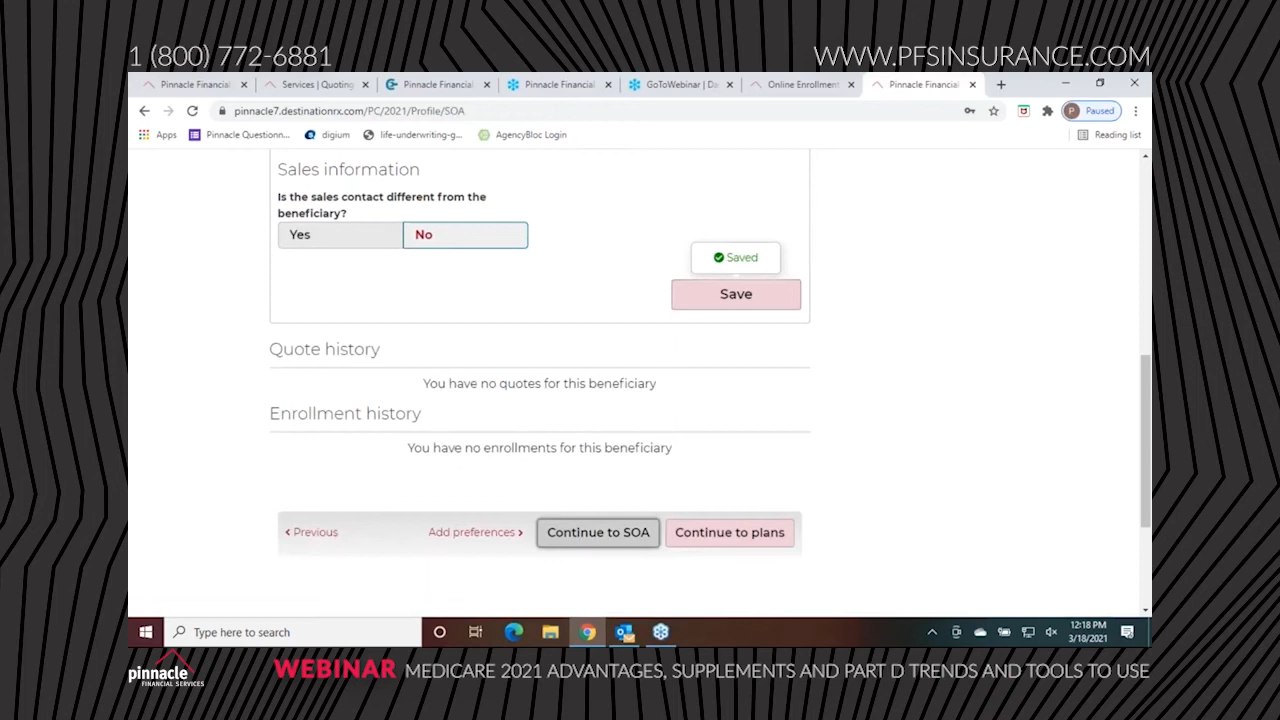 1 (800) 772-6881
WWW.PFSINSURANCE.COM
Pinnacle Financial
Services | Quoting
Pinnacle Financial
Pinnacle Financial
GoToWebinar | Da
Online Enrollment
Pinnacle Financial
pinnacle7.destinationrx.com/PC/2021/Profile/SOA
P Paused
Apps
Pinnacle Questionn...
digium
life-underwriting-g...
AgencyBloc Login
Reading list
Sales information
Is the sales contact different from the
beneficiary?
Yes
No
Saved
Save
Quote history
You have no quotes for this beneficiary
Enrollment history
You have no enrollments for this beneficiary
Previous
Add preferences
Continue to SOA
Continue to plans
Type here to search
12:18 PM
3/18/2021
pinnacle
FINANCIAL SERVICES
WEBINAR MEDICARE 2021 ADVANTAGES, SUPPLEMENTS AND PART D TRENDS AND TOOLS TO USE